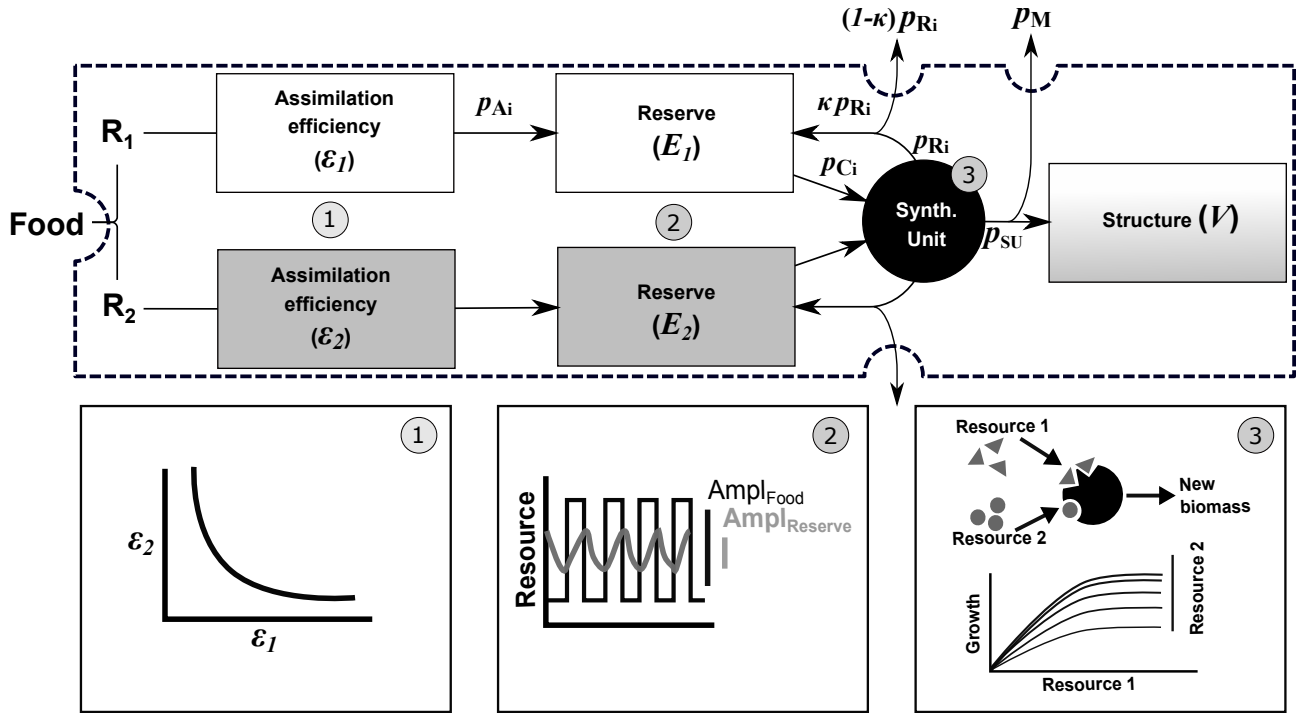 (1-κ)pRi
pM
Assimilation
efficiency
(ε1)
pAi
Reserve
(E1)
κpRi
R1
pRi
pCi
3
Food
1
2
Synth.
Unit
pSU
Structure (V)
R2
Assimilation
efficiency
(ε2)
Reserve
(E2)
1
ε2
ε1
2
Resource
AmplFood
AmplReserve
3
Resource 1
New
biomass
Resource 2
Growth
Resource 2
Resource 1